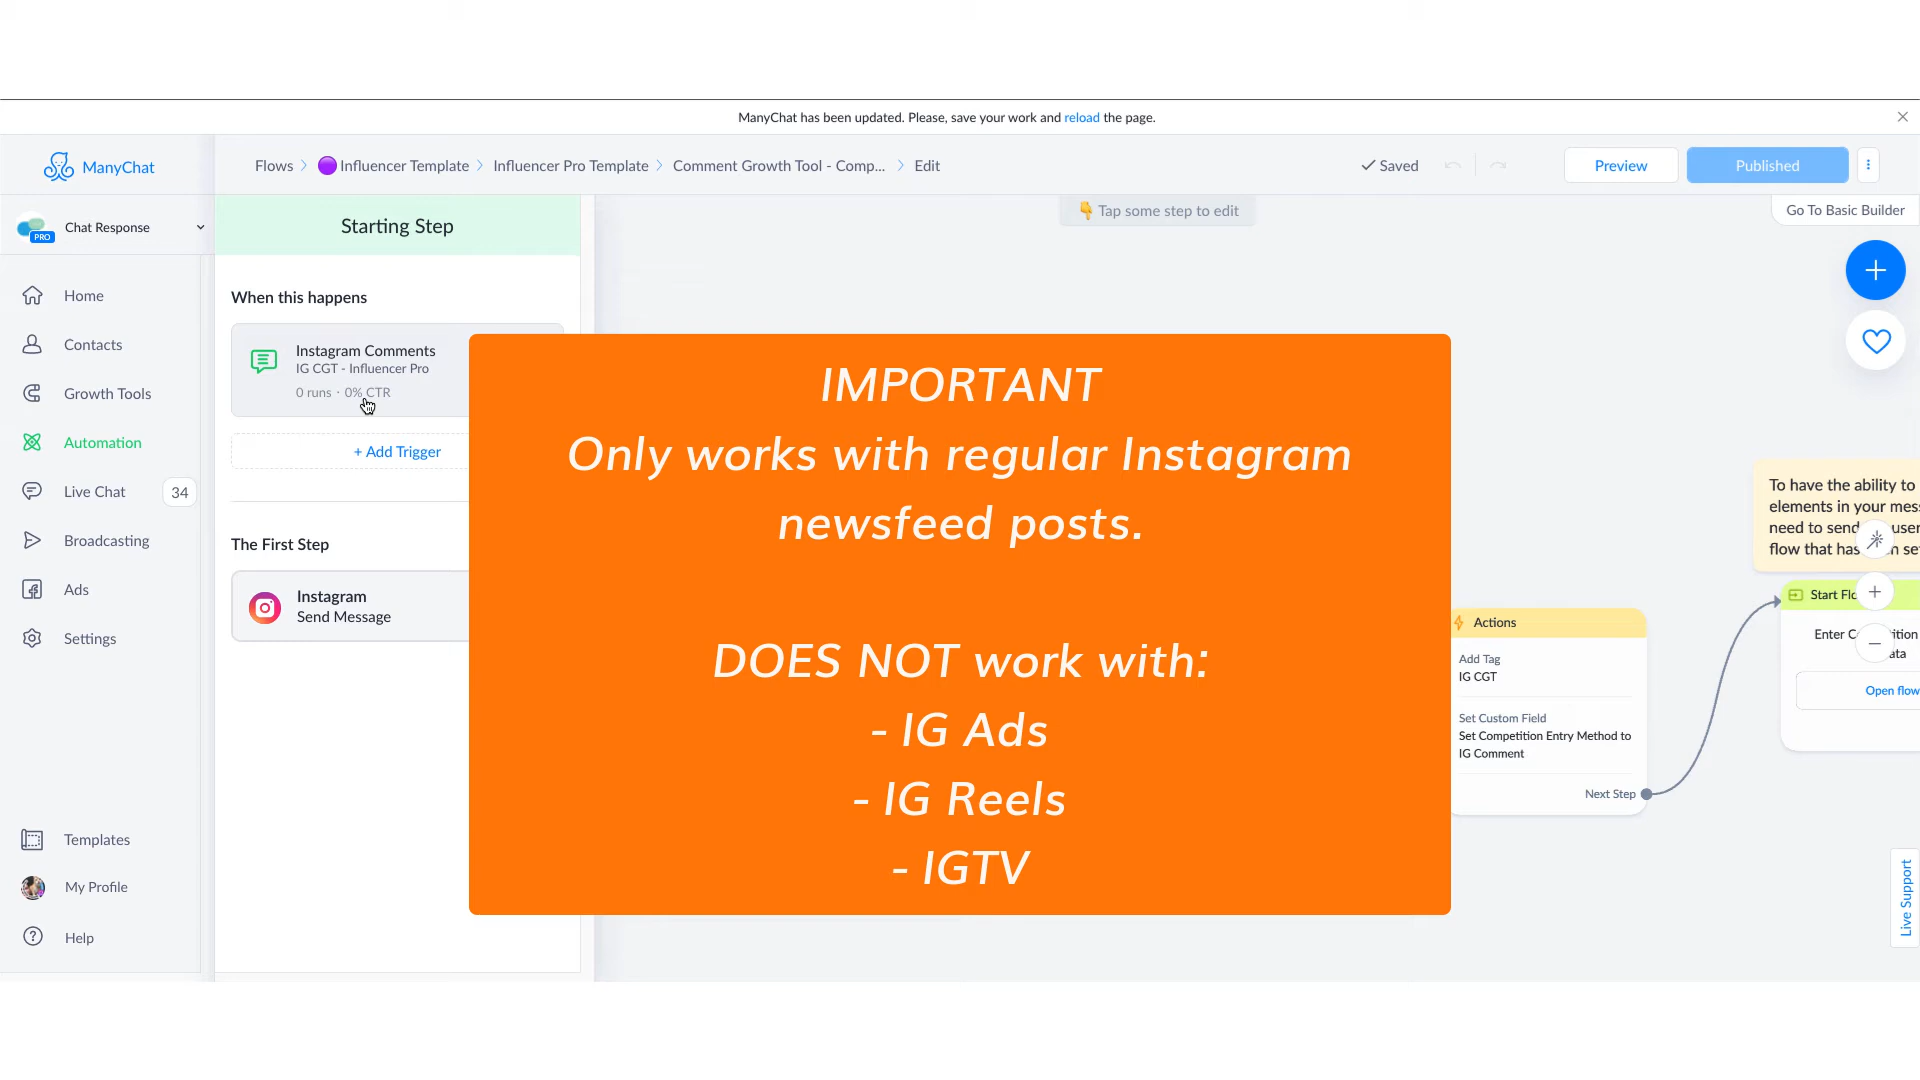 ManyChat has been updated. Please, save your work and reload the page.
ManyChat
Flows > Influencer Template > Influencer Pro Template > Comment Growth Tool - Comp... > Edit
Saved
Preview
Published
PRO
Chat Response
Starting Step
👇 Tap some step to edit
Go To Basic Builder
Home
Contacts
Growth Tools
Automation
Live Chat 34
Broadcasting
Ads
Settings
Templates
My Profile
Help
When this happens
Instagram Comments
IG CGT - Influencer Pro
0 runs · 0% CTR
+ Add Trigger
The First Step
Instagram
Send Message
IMPORTANT
Only works with regular Instagram
newsfeed posts.
DOES NOT work with:
- IG Ads
- IG Reels
- IGTV
Actions
Add Tag
IG CGT
Set Custom Field
Set Competition Entry Method to
IG Comment
Next Step
To have the ability to
elements in your mes
need to send user
flow that has
Start Flo
Enter
Open flow
Live Support